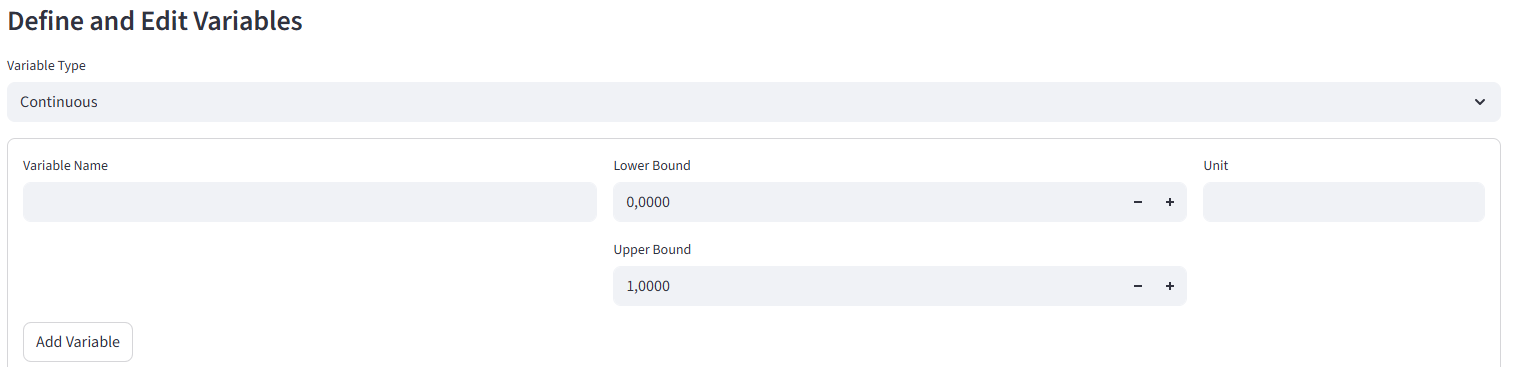 Define and Edit Variables
Variable Type
Continuous
Variable Name
Lower Bound
Unit
0,0000
Upper Bound
1,0000
Add Variable